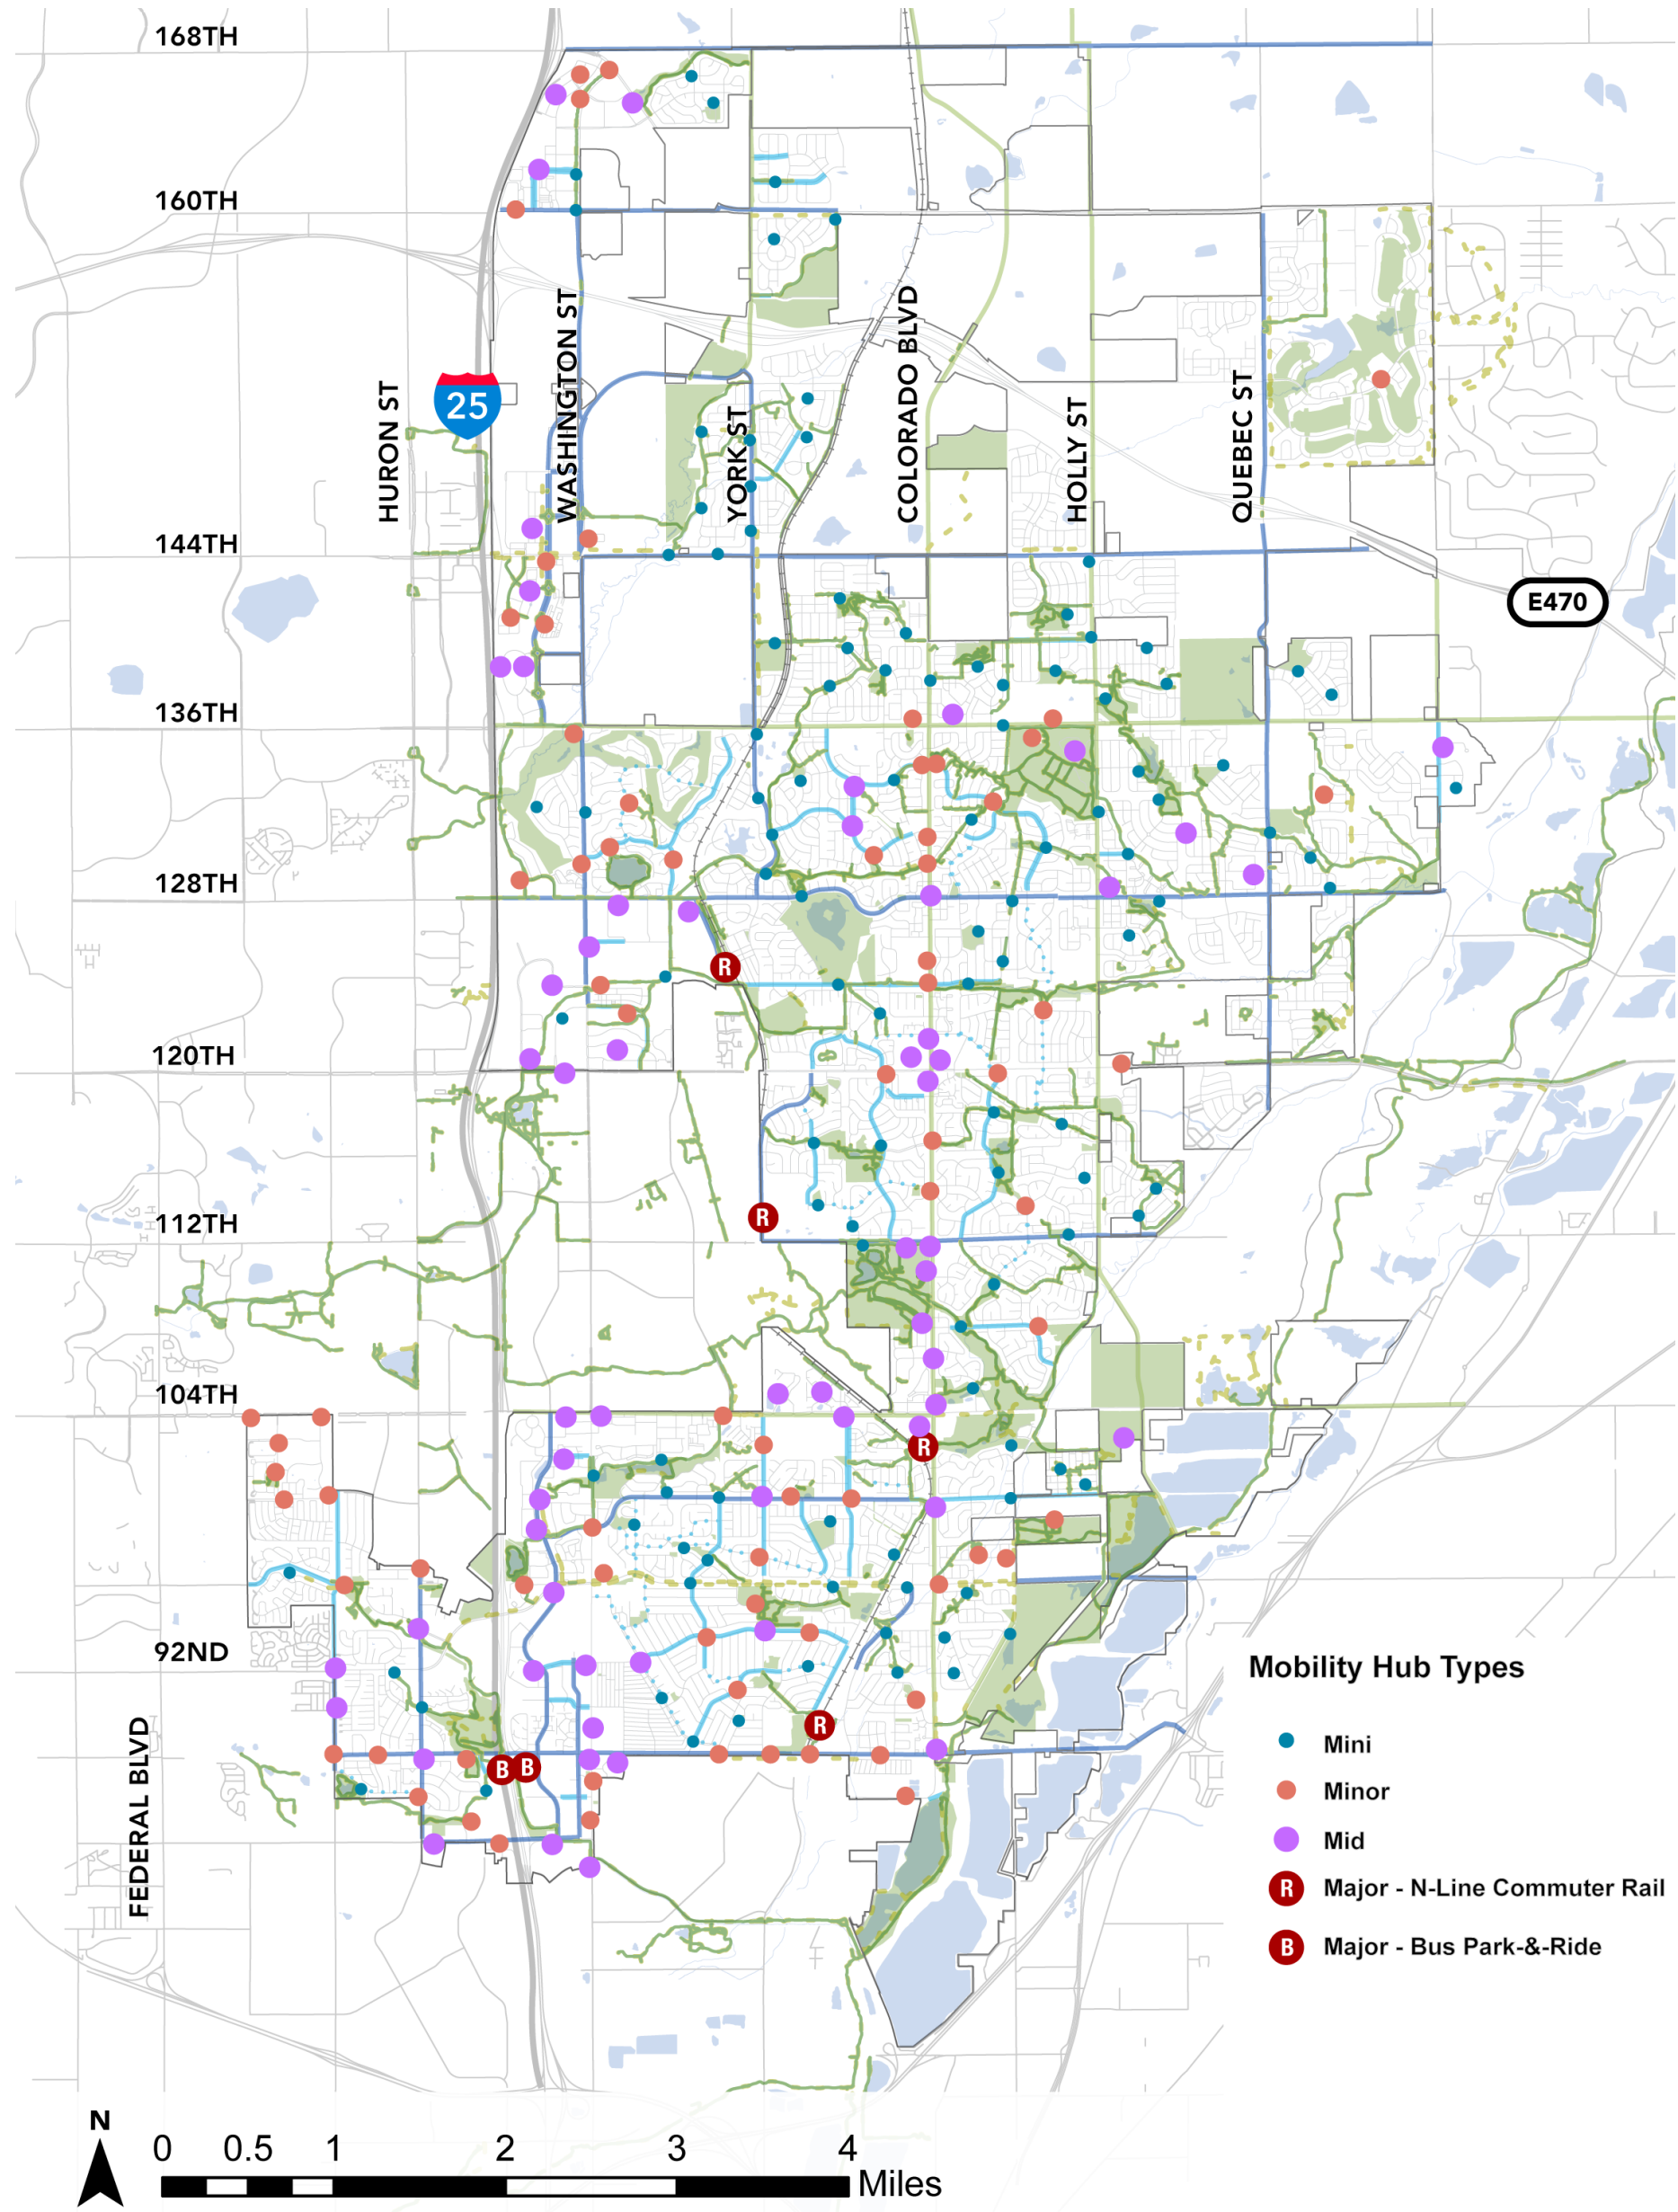 168TH
160TH
WASHINGTON ST
COLORADO BLVD
HURON ST
25
YORK ST
HOLLY ST
QUEBEC ST
144TH
E470
136TH
128TH
R
120TH
R
112TH
104TH
R
92ND
Mobility Hub Types
FEDERAL BLVD
R
B
B
Mini
Minor
Mid
R Major - N-Line Commuter Rail
B Major - Bus Park-&-Ride
N
0 0.5 1 2 3 4
Miles